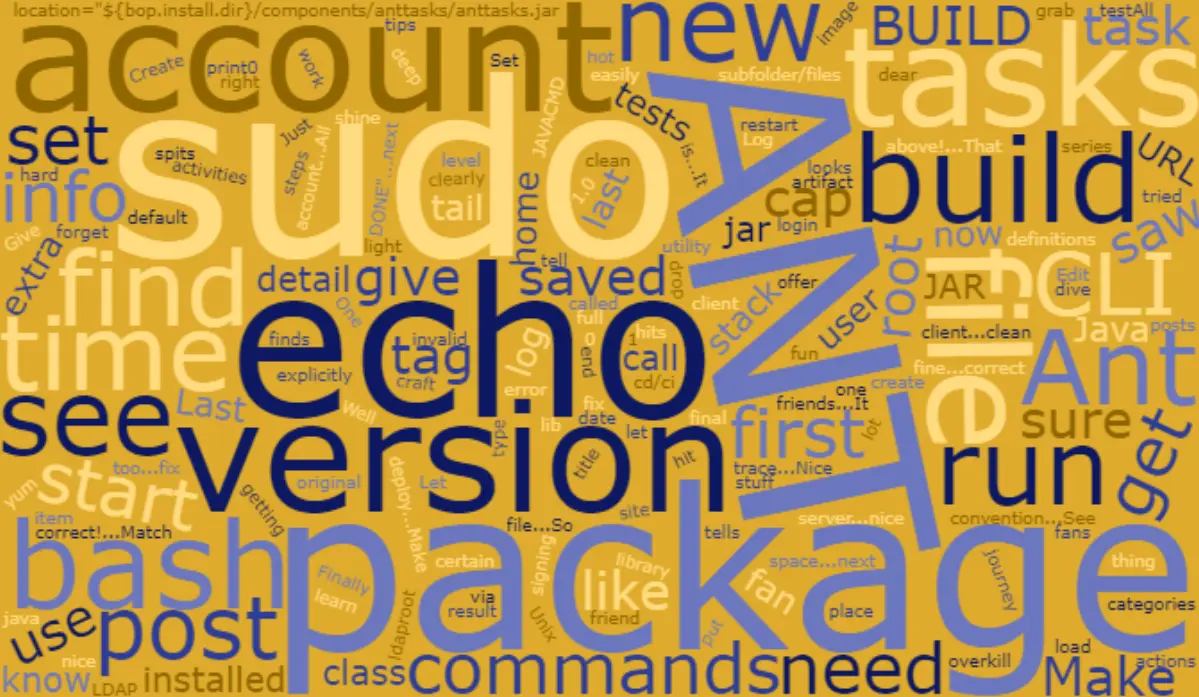 location="${bop.install.dir}/components/anttasks/anttasks.jar
account
tips
deep
Set
hot
new
image
BUILD
grab
testAll
task
Create
print0
right
work
easily
subfolder/files
dear
tasks
set
sudo
Just
shine
JAVACMD
tests
is...It
restart
Log
ANT
above!...That
series
URL
spits
activities
steps
account...All
DONE"
...next
level
clearly
tail
clean
1.0
last
looks
artifact
cap
build
tried
hard
info
default
home
jar
login
saw
Give
forget
extra
find
light
tell
utility
root
now
definitions
detail
give
saved
drop
offer
user
file
JAR
CLI
Edit
dive
One
called
client
stack
client...clean
Java
posts
time
echo
full
0
1
hits
finds
invalid
tag
log
end
call
fun
fine...correct
Ant
explicitly
craft
error
cd/ci
one
create
see
Last
Well
lib
fix
date
let
final
friends...It
first
lot
sure
get
version
type
title
hit
trace...Nice
stuff
run
too...fix
start
yum
getting
original
Let
deploy...Make
file...So
site
server...nice
convention...See
item
correct!...Match
tells
fans
bash
package
Finally
learn
certain
signing
library
space...next
journey
thing
via
result
like
friend
fan
place
categories
java
use
post
ldaproot
Unix
put
nice
know
LDAP
installed
class
commands
need
overkill
load
Make
actions